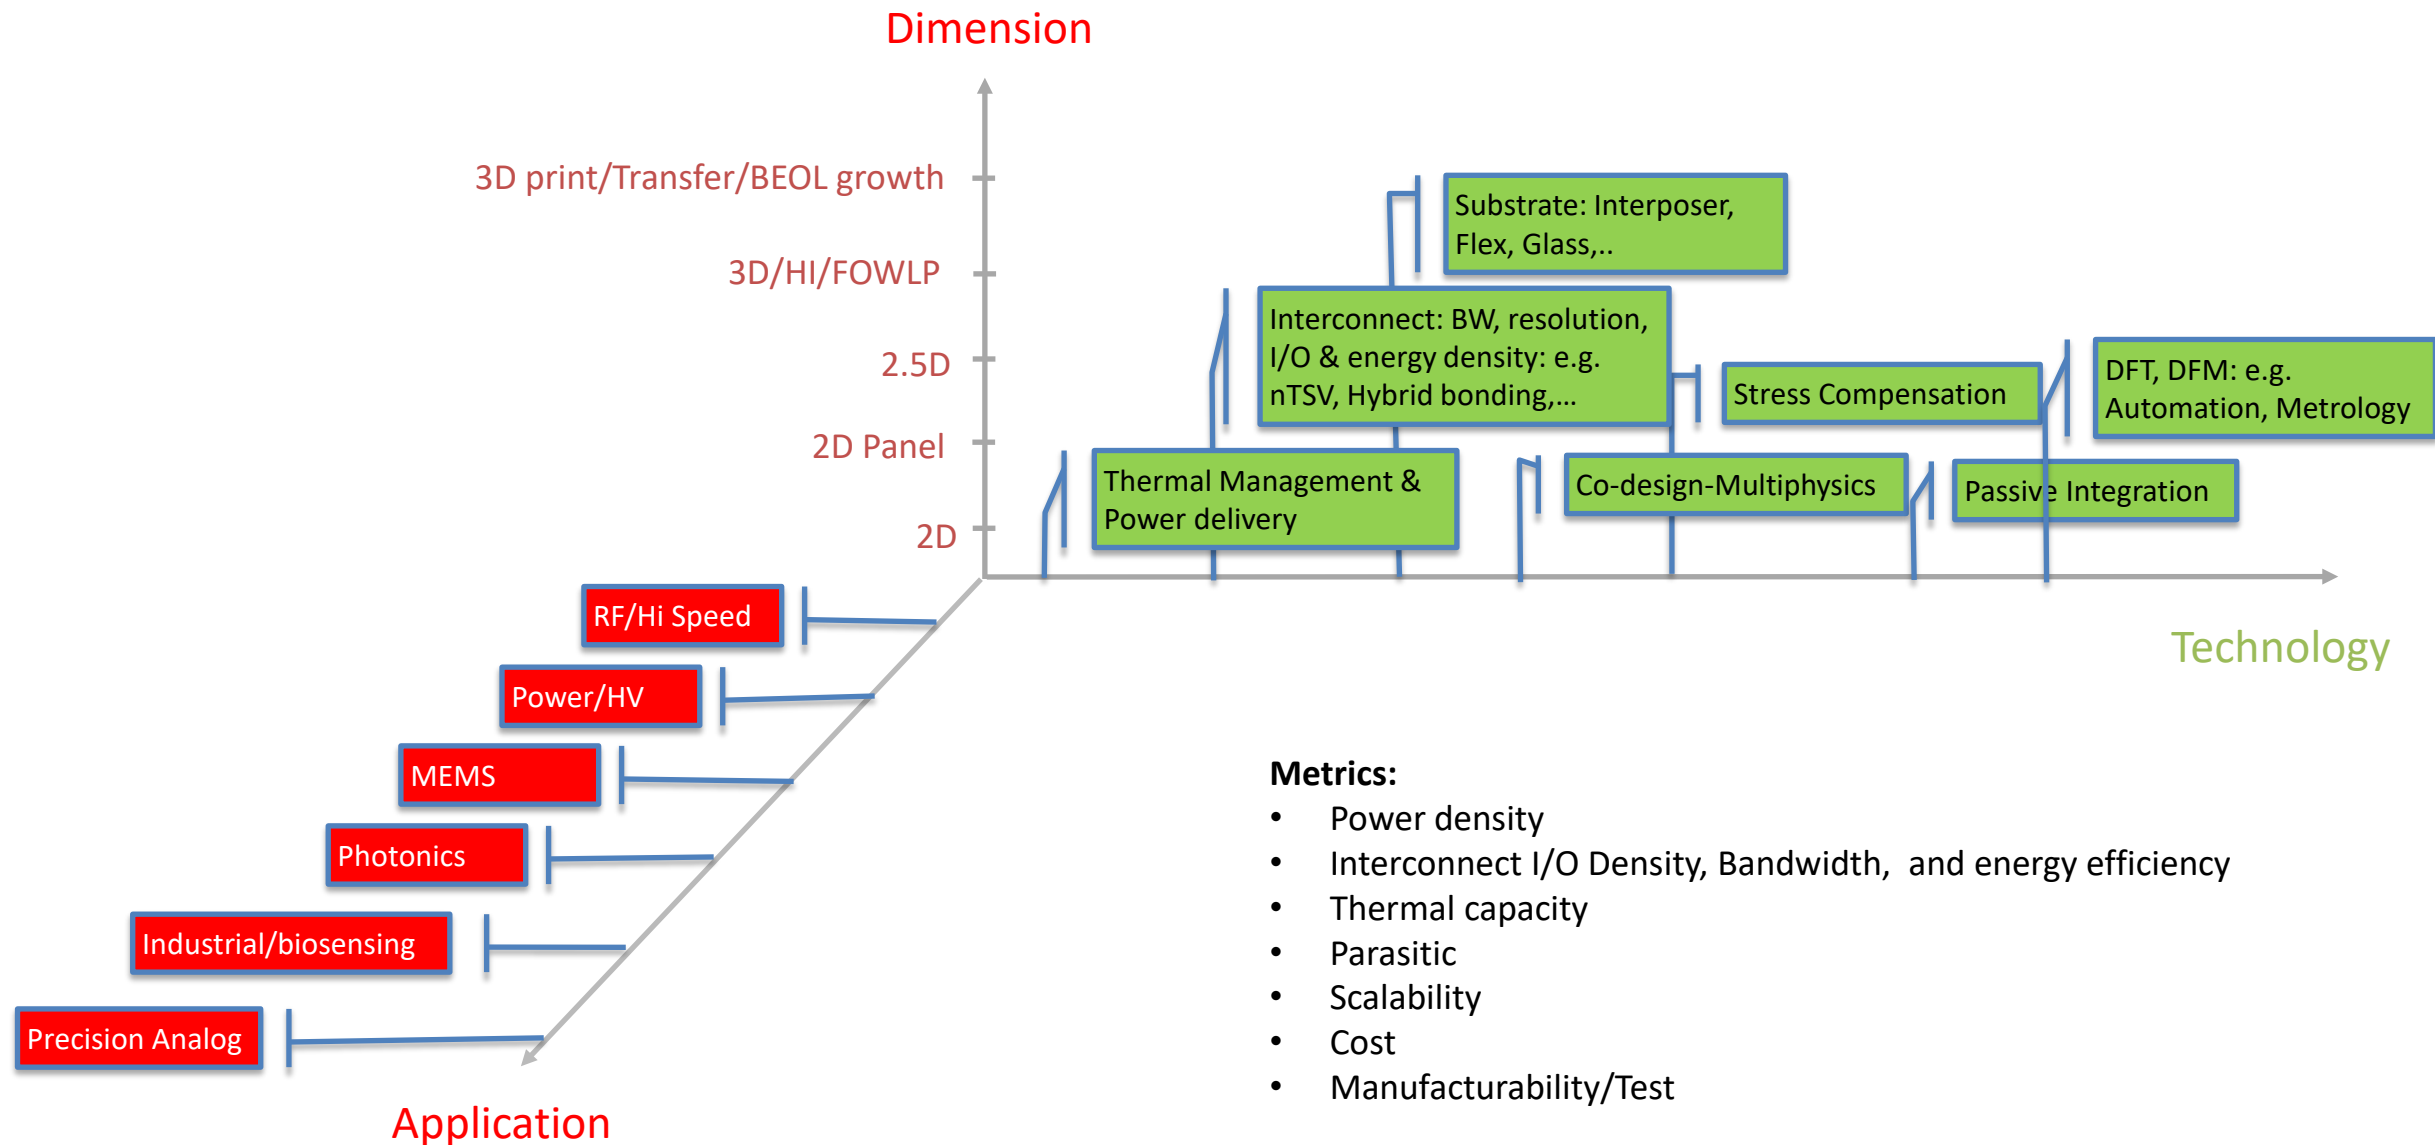 Dimension
3D print/Transfer/BEOL growth
3D/HI/FOWLP
2.5D
2D Panel
2D
Substrate: Interposer,
Flex, Glass,..
Interconnect: BW, resolution,
I/O & energy density: e.g.
nTSV, Hybrid bonding,...
Stress Compensation
DFT, DFM: e.g.
Automation, Metrology
Thermal Management &
Power delivery
Co-design-Multiphysics
Passive Integration
Technology
RF/Hi Speed
Power/HV
MEMS
Photonics
Industrial/biosensing
Precision Analog
Application
Metrics:
• Power density
• Interconnect I/O Density, Bandwidth,  and energy efficiency
• Thermal capacity
• Parasitic
• Scalability
• Cost
• Manufacturability/Test